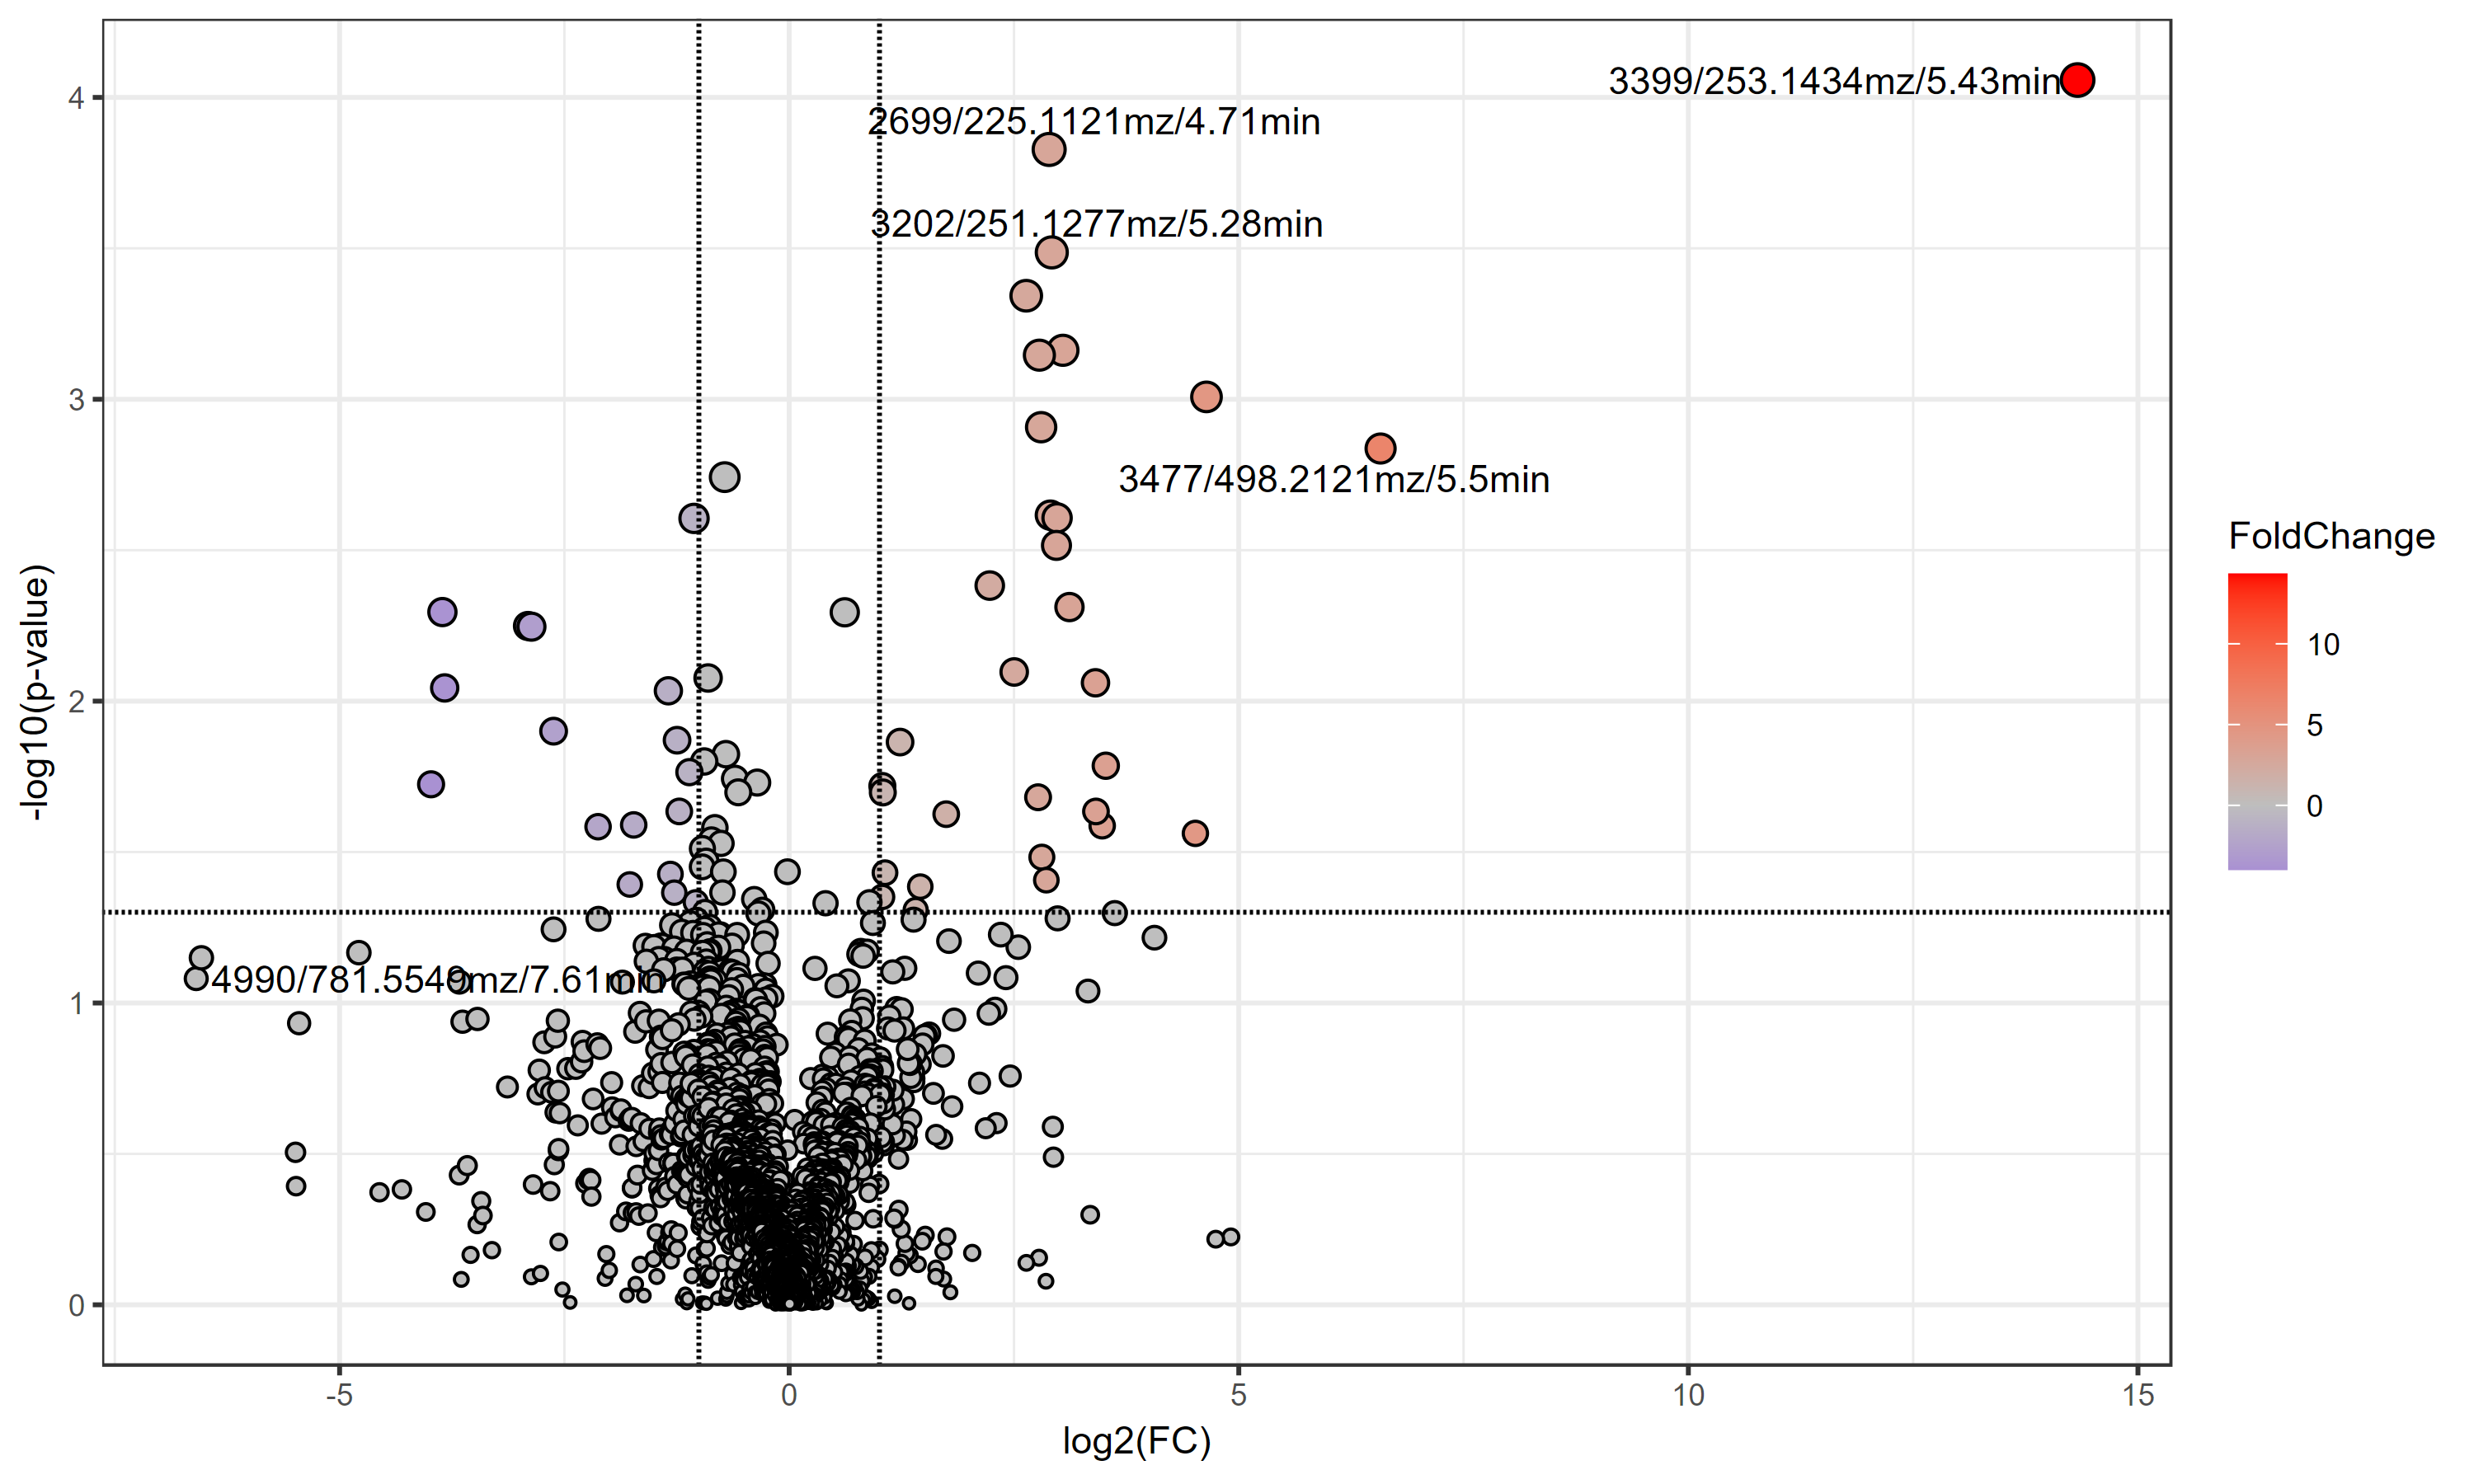 3399/253.1434mz/5.43min
2699/225.1121mz/4.71min
3202/251.1277mz/5.28min
3477/498.2121mz/5.5min
4990/781.5549mz/7.61min
4
3
2
1
0
-log10(p-value)
-5
0
5
10
15
log2(FC)
FoldChange
10
5
0